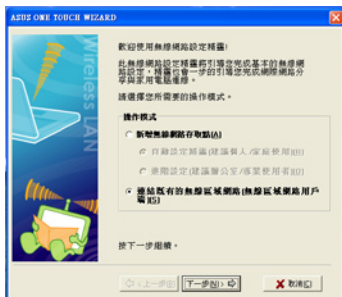 ASUS ONE TOUCH WIZARD
Wireless LAN
歡迎使用無線網路設定精靈!
此無線網路設定精靈將引導您完成基本的無線網
路設定,精靈也會一步的引導您完成網際網路分
享與家用電腦連線。
請選擇您所需要的操作模式。
操作模式
新增無線網路存取點(A)
自動設定精靈(建議個人/家庭使用)(H)
進階設定(建議辦公室/專業使用者)(O)
連結既有的無線區域網路(無線區域網路用戶
端)(S)
按下一步繼續。
<上一步(B)
下一步(N)>
取消(C)